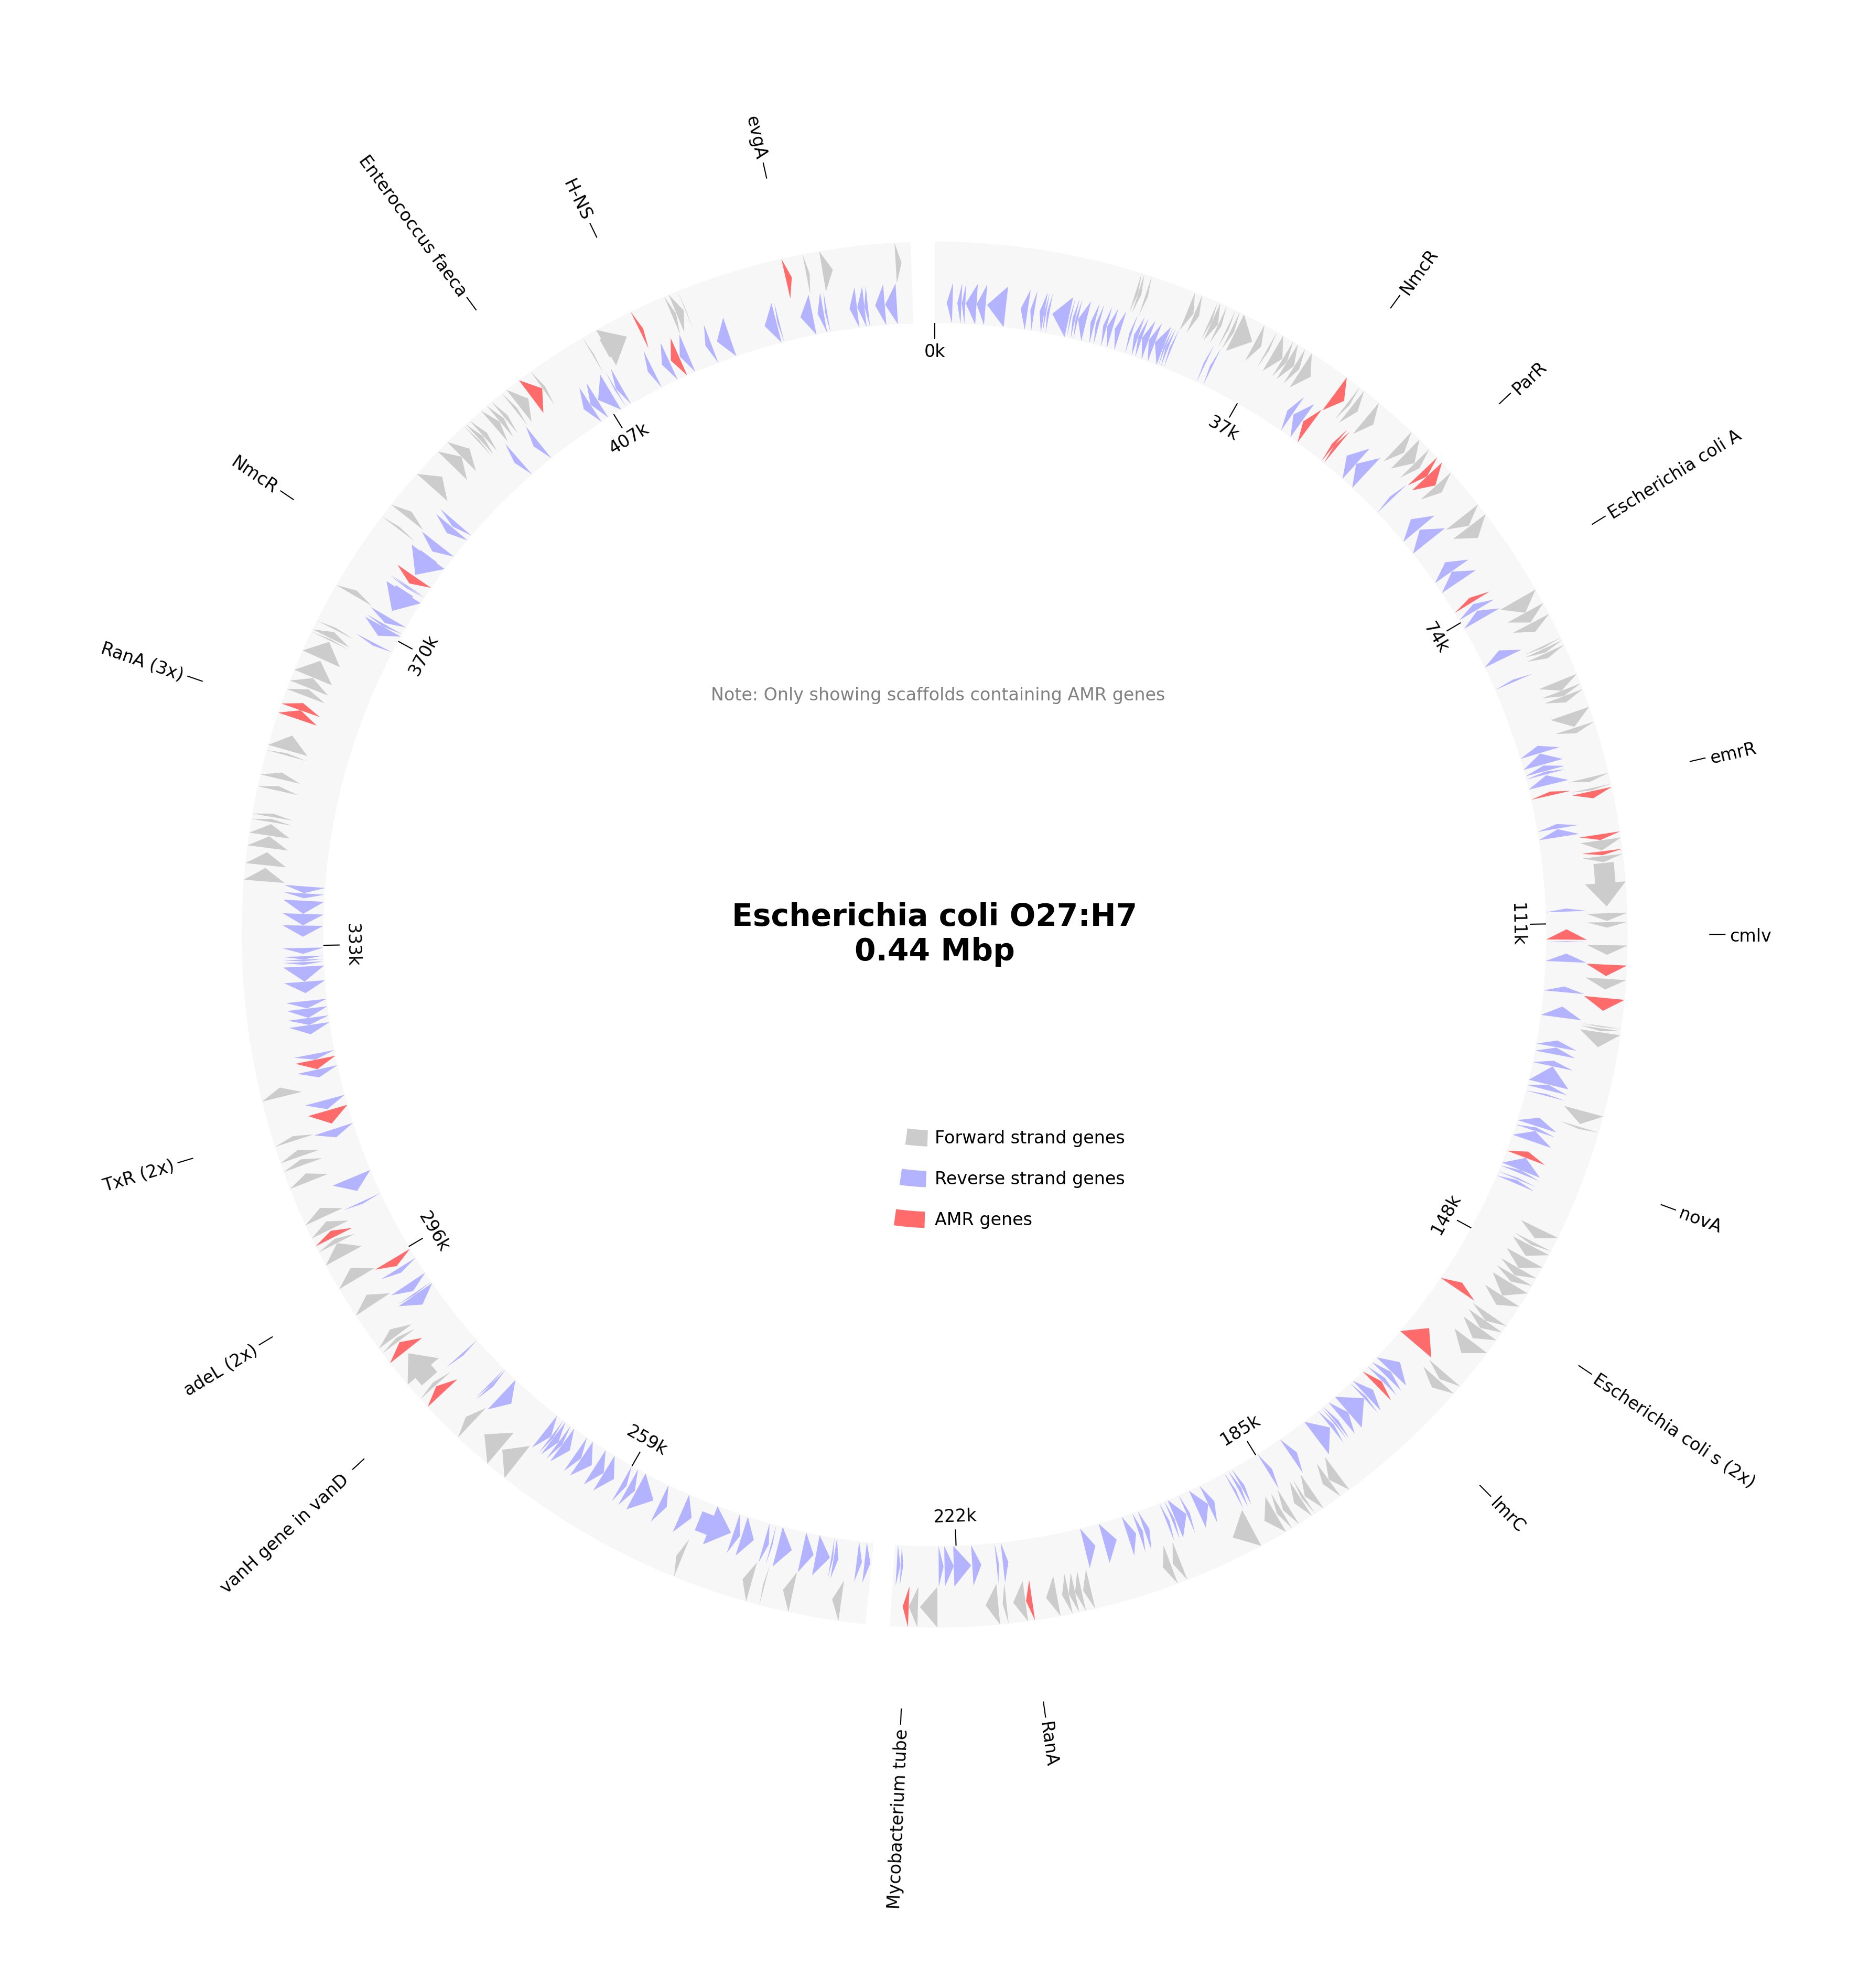 evgA
H-NS
Enterococcus faeca
NmcR
ParR
Escherichia coli A
NmcR
0k
37k
407k
RanA (3x)
74k
370k
Note: Only showing scaffolds containing AMR genes
emrR
Escherichia coli O27:H7
0.44 Mbp
111k
cmlv
333k
Forward strand genes
Reverse strand genes
AMR genes
TxR (2x)
148k
novA
296k
adeL (2x)
Escherichia coli s (2x)
185k
259k
222k
lmrC
vanH gene in vanD
RanA
Mycobacterium tube